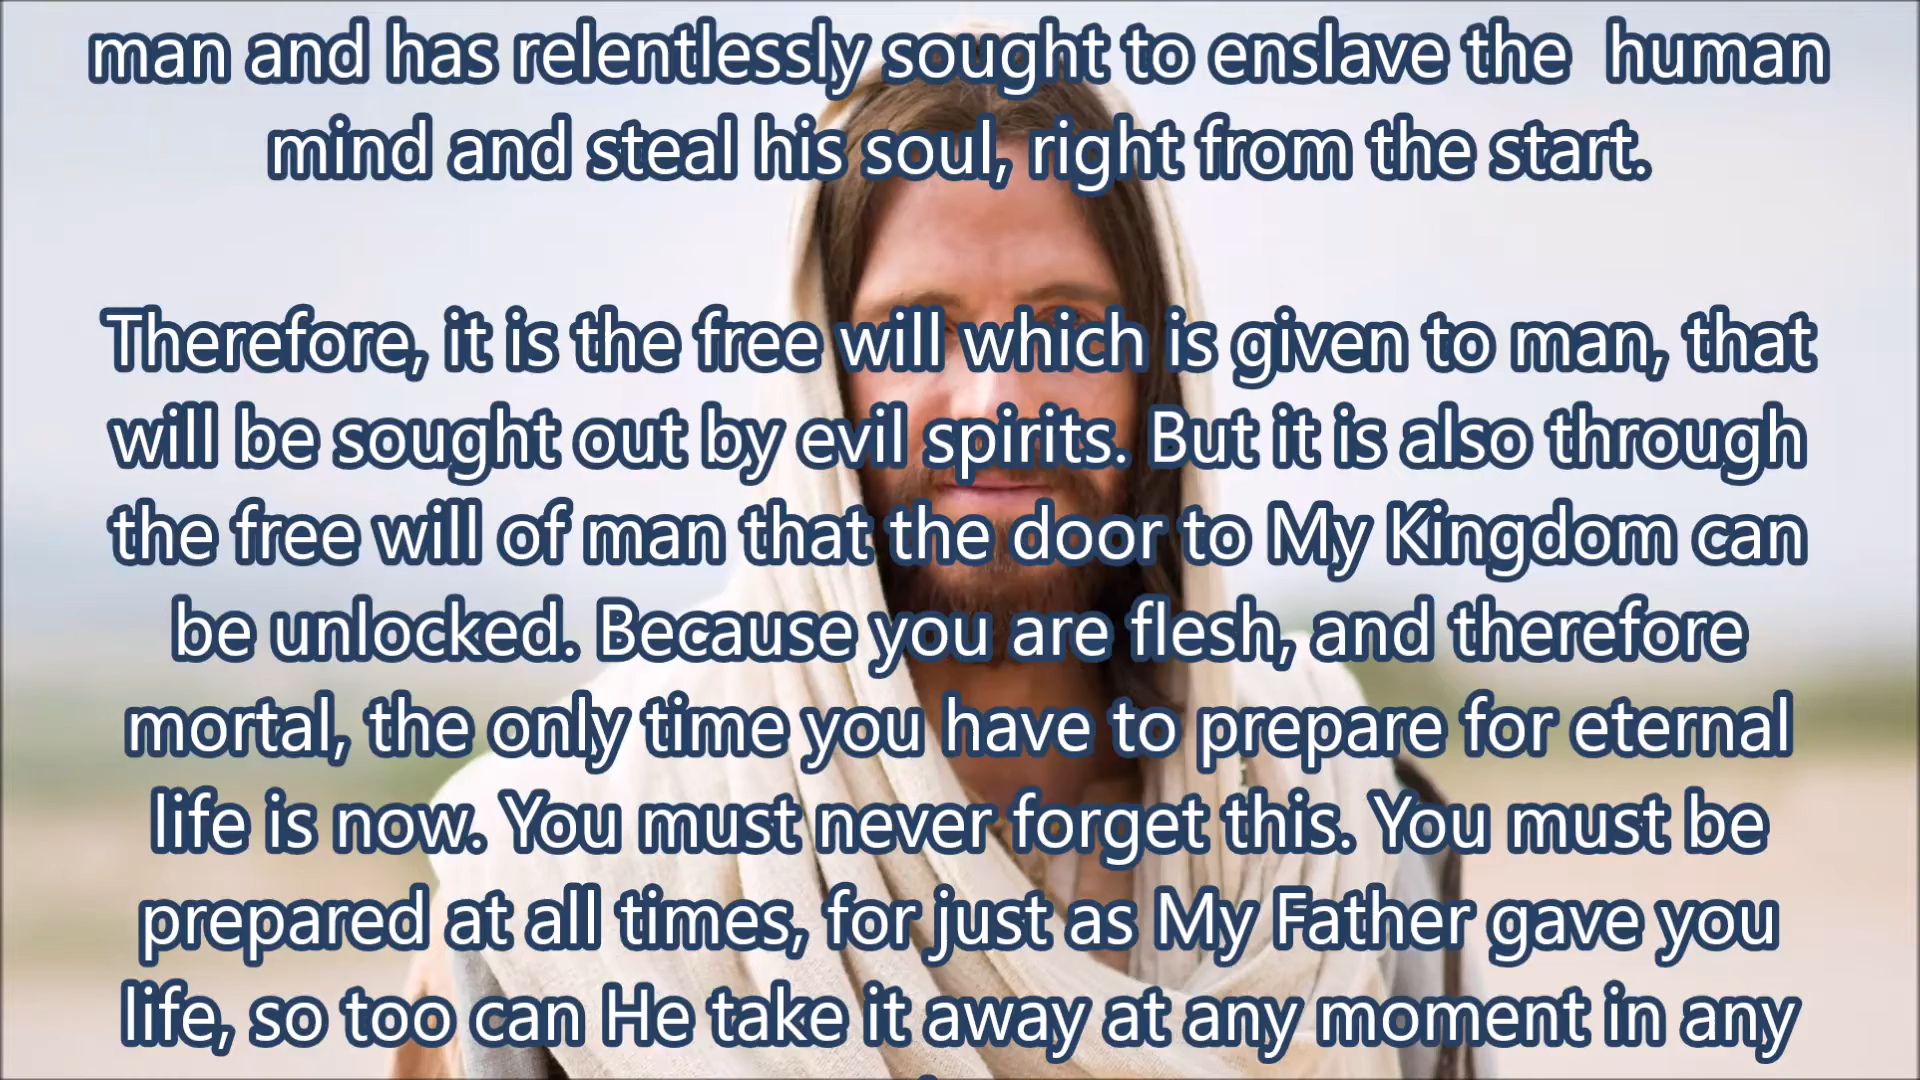 man and has relentlessly sought to enslave the  human
mind and steal his soul, right from the start.
Therefore, it is the free will which is given to man, that
will be sought out by evil spirits. But it is also through
the free will of man that the door to My Kingdom can
be unlocked. Because you are flesh, and therefore
mortal, the only time you have to prepare for eternal
life is now. You must never forget this. You must be
prepared at all times, for just as My Father gave you
life, so too can He take it away at any moment in any